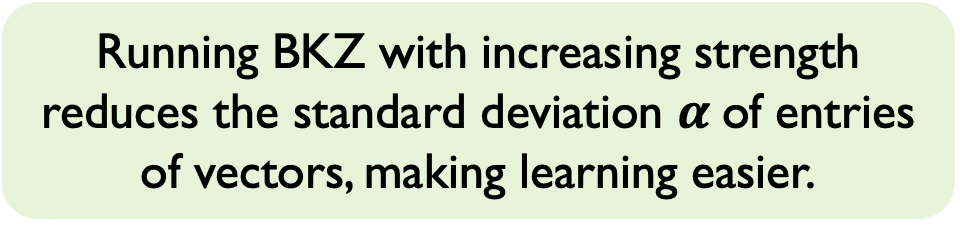 Running BKZ with increasing strength
reduces the standard deviation α of entries
of vectors, making learning easier.